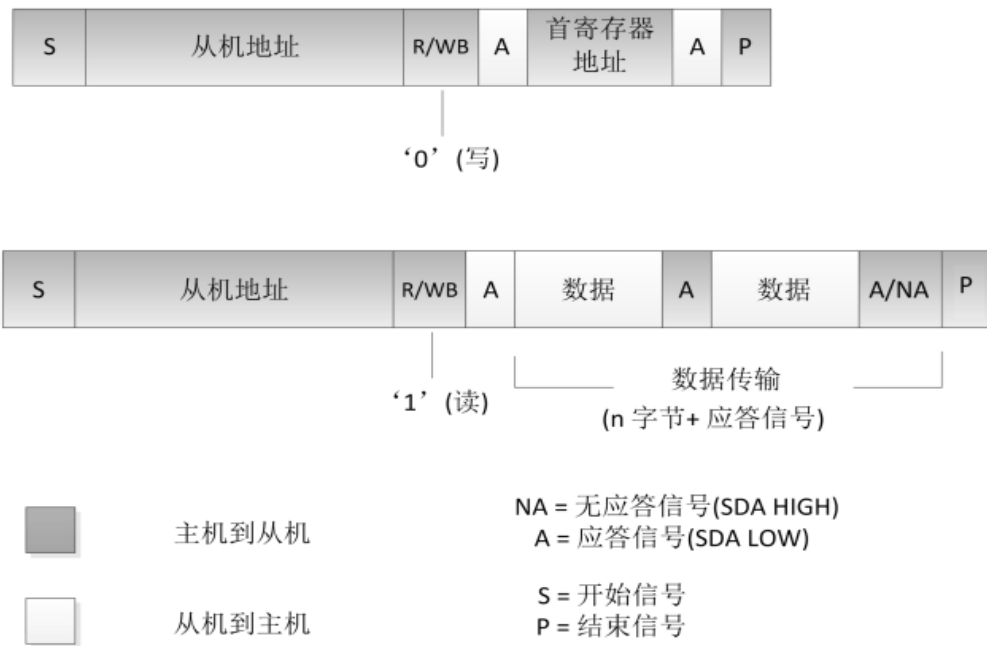 S 从机地址 R/WB A 首寄存器地址 A P
‘0’ (写)
S 从机地址 R/WB A 数据 A 数据 A/NA P
‘1’ (读)
数据传输
(n 字节+ 应答信号)
主机到从机
NA = 无应答信号(SDA HIGH)
A = 应答信号(SDA LOW)
从机到主机
S = 开始信号
P = 结束信号